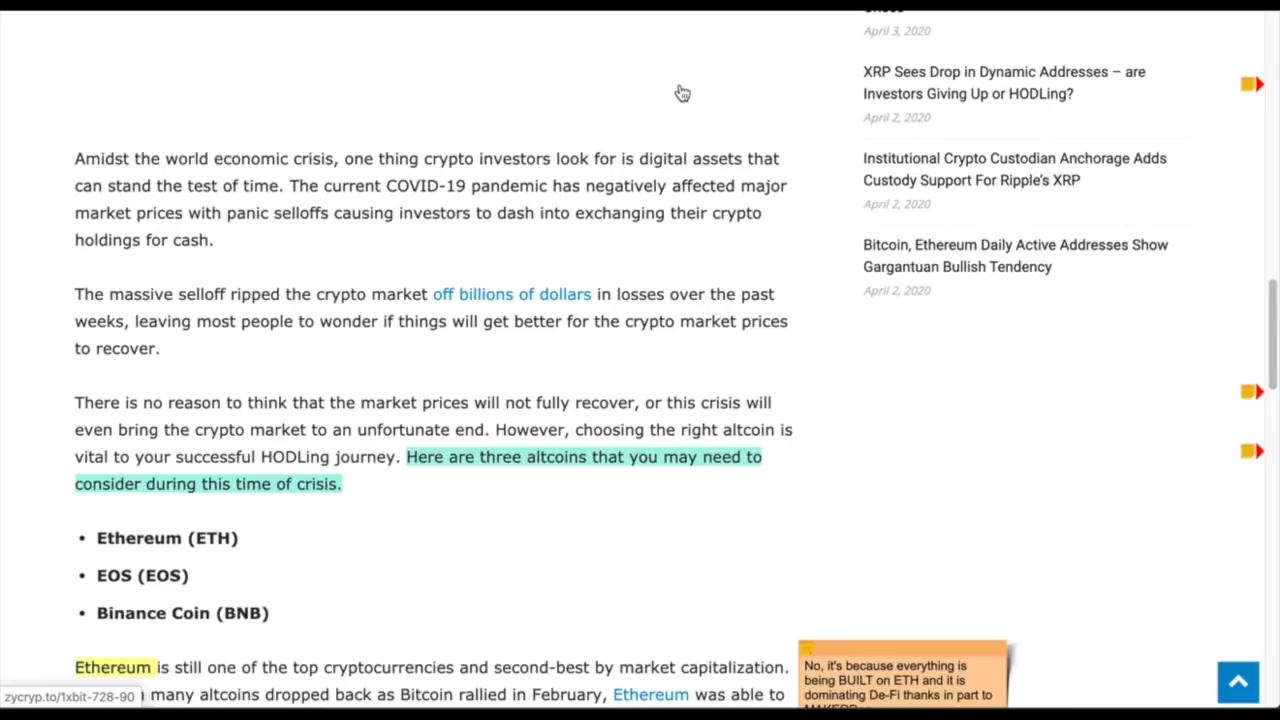 Amidst the world economic crisis, one thing crypto investors look for is digital assets that
can stand the test of time. The current COVID-19 pandemic has negatively affected major
market prices with panic selloffs causing investors to dash into exchanging their crypto
holdings for cash.
The massive selloff ripped the crypto market off billions of dollars in losses over the past
weeks, leaving most people to wonder if things will get better for the crypto market prices
to recover.
There is no reason to think that the market prices will not fully recover, or this crisis will
even bring the crypto market to an unfortunate end. However, choosing the right altcoin is
vital to your successful HODLing journey. Here are three altcoins that you may need to
consider during this time of crisis.
• Ethereum (ETH)
• EOS (EOS)
• Binance Coin (BNB)
Ethereum is still one of the top cryptocurrencies and second-best by market capitalization.
many altcoins dropped back as Bitcoin rallied in February, Ethereum was able to
zycryp.to/1xbit-728-90
April 3, 2020
XRP Sees Drop in Dynamic Addresses – are
Investors Giving Up or HODLing?
April 2, 2020
Institutional Crypto Custodian Anchorage Adds
Custody Support For Ripple's XRP
April 2, 2020
Bitcoin, Ethereum Daily Active Addresses Show
Gargantuan Bullish Tendency
April 2, 2020
No, it's because everything is
being BUILT on ETH and it is
dominating De-Fi thanks in part to